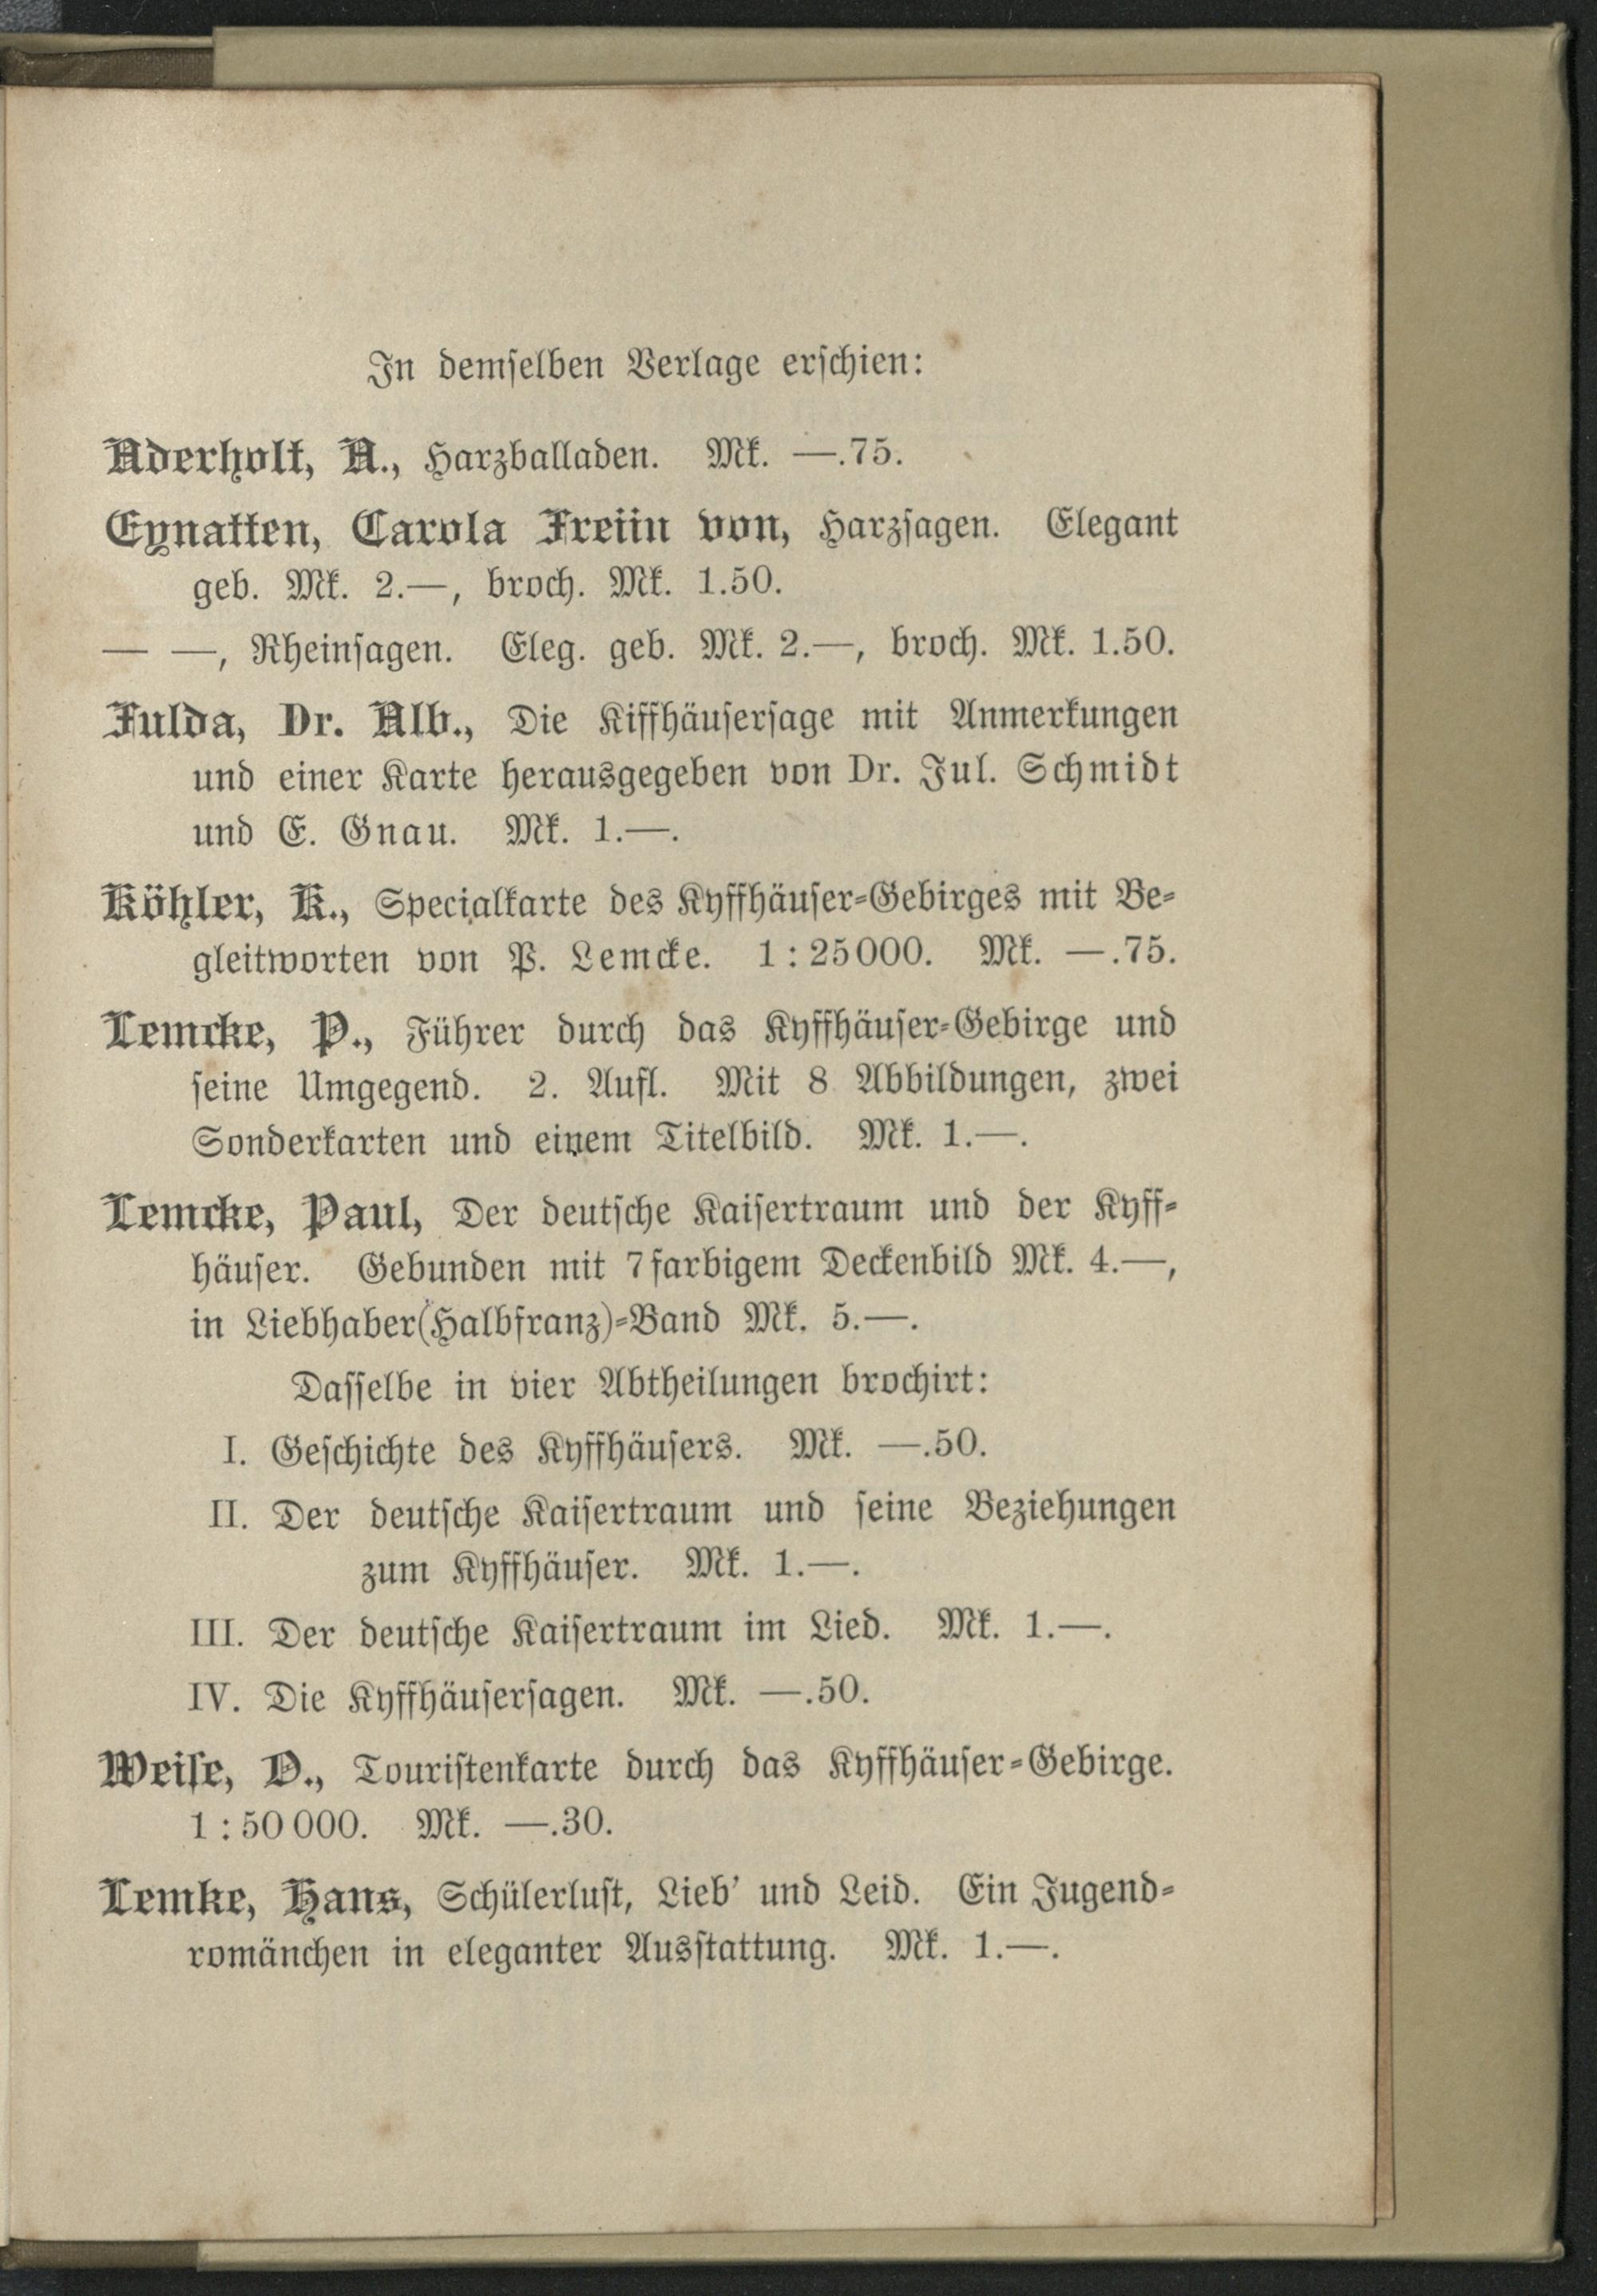 In demſelben Verlage erſchien:
Aderholt, A., Harzballaden. Mk. —.75.
Eynatten, Carola Freiin von, Harzſagen. Elegant
geb. Mk. 2.—, broch. Mk. 1.50.
— —, Rheinſagen. Eleg. geb. Mk. 2.—, broch. Mk. 1.50.
Fulda, Dr. Alb., Die Kiffhäuſerſage mit Anmerkungen
und einer Karte herausgegeben von Dr. Jul. Schmidt
und E. Gnau. Mk. 1.—.
Köhler, K., Specialkarte des Kyffhäuſer-Gebirges mit Be-
gleitworten von P. Lemcke. 1 : 25 000. Mk. —.75.
Lemcke, P., Führer durch das Kyffhäuſer-Gebirge und
ſeine Umgegend. 2. Aufl. Mit 8 Abbildungen, zwei
Sonderkarten und einem Titelbild. Mk. 1.—.
Lemcke, Paul, Der deutſche Kaiſertraum und der Kyff-
häuſer. Gebunden mit 7 farbigem Deckenbild Mk. 4.—,
in Liebhaber(Halbfranz)-Band Mk. 5.—.
Daſſelbe in vier Abtheilungen brochirt:
I. Geſchichte des Kyffhäuſers. Mk. —.50.
II. Der deutſche Kaiſertraum und ſeine Beziehungen
zum Kyffhäuſer. Mk. 1.—.
III. Der deutſche Kaiſertraum im Lied. Mk. 1.—.
IV. Die Kyffhäuſerſagen. Mk. —.50.
Weiſe, O., Touriſtenkarte durch das Kyffhäuſer-Gebirge.
1 : 50 000. Mk. —.30.
Lemke, Hans, Schülerluſt, Lieb' und Leid. Ein Jugend-
romänchen in eleganter Ausſtattung. Mk. 1.—.